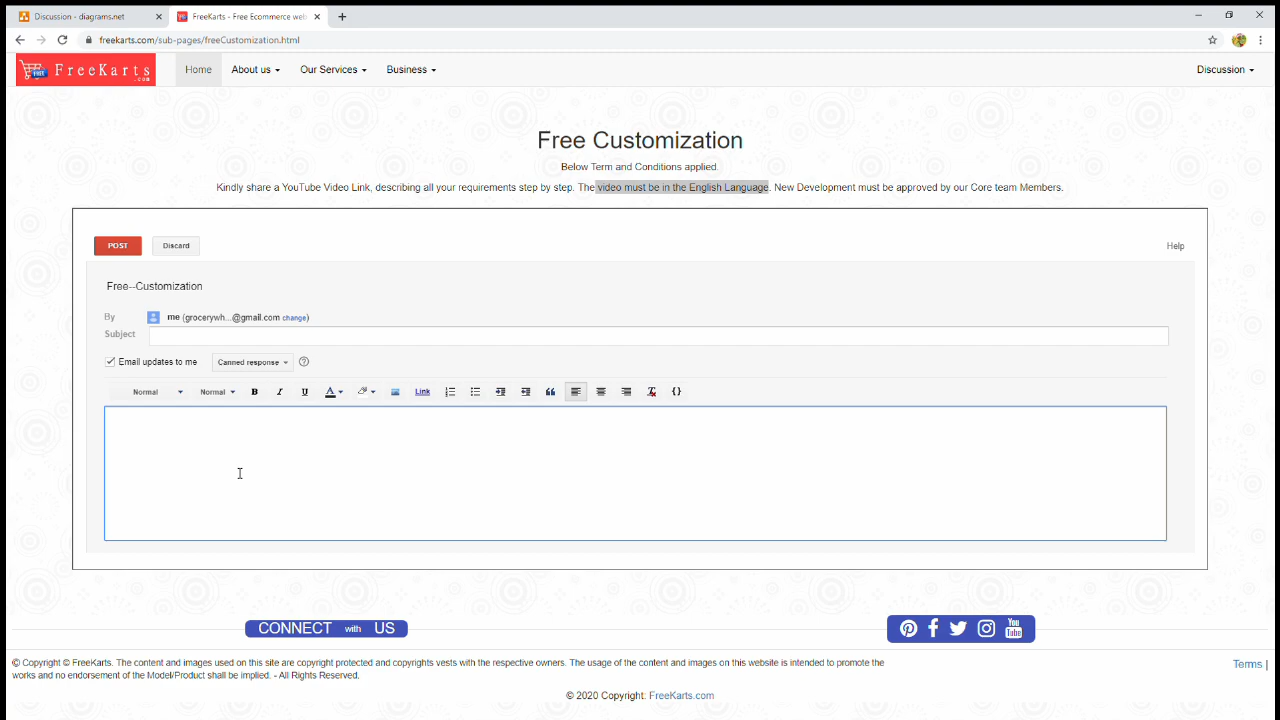 Discussion - diagrams.net
FreeKarts - Free Ecommerce web
freekarts.com/sub-pages/freeCustomization.html
FREE FreeKarts .com
Home About us Our Services Business Discussion
Free Customization
Below Term and Conditions applied.
Kindly share a YouTube Video Link, describing all your requirements step by step. The video must be in the English Language. New Development must be approved by our Core team Members.
POST Discard Help
Free--Customization
By me (grocerywh...@gmail.com change)
Subject
Email updates to me Canned response ?
Normal Normal B I U A Link {}
CONNECT with US
You Tube
© Copyright © FreeKarts. The content and images used on this site are copyright protected and copyrights vests with the respective owners. The usage of the content and images on this website is intended to promote the
works and no endorsement of the Model/Product shall be implied. - All Rights Reserved.
Terms |
© 2020 Copyright: FreeKarts.com